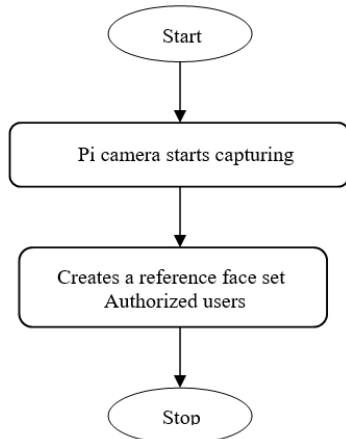 Start
Pi camera starts capturing
Creates a reference face set
Authorized users
Stop